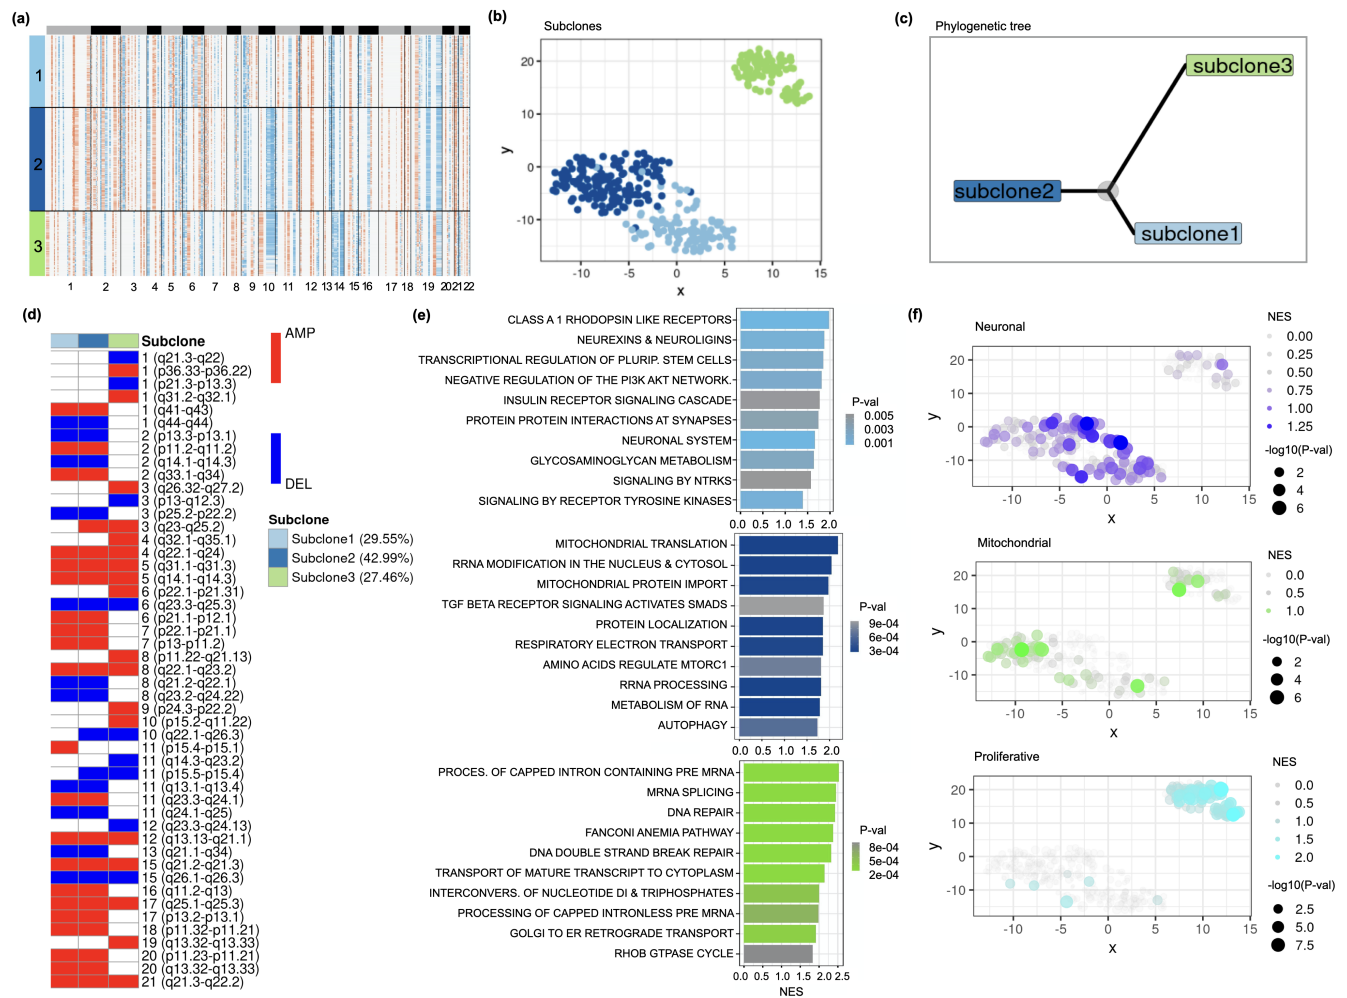 (a)
1
2
3
1 2 3 4 5 6 7 8 9 10 11 12 13 14 15 16 17 18 19 20 21 22
(b)
Subclones
y
20
10
0
-10
-10 -5 0 5 10 15
x
(c)
Phylogenetic tree
subclone3
subclone2
subclone1
(d)
Subclone
1 (q21.3-q22)
1 (p36.33-p36.22)
1 (p21.3-p13.3)
1 (q31.2-q32.1)
1 (q41-q43)
1 (q44-q44)
2 (p13.3-p13.1)
2 (p11.2-q11.2)
2 (q14.1-q14.3)
2 (q33.1-q34)
3 (q26.32-q27.2)
3 (p13-q12.3)
3 (p25.2-p22.2)
3 (q23-q25.2)
4 (q32.1-q35.1)
4 (q22.1-q24)
5 (q31.1-q31.3)
5 (q14.1-q14.3)
6 (p22.1-p21.31)
6 (q23.3-q25.3)
6 (p21.1-p12.1)
7 (p22.1-p21.1)
7 (p13-p11.2)
8 (p11.22-q21.13)
8 (q22.1-q23.2)
8 (q21.2-q22.1)
8 (q23.2-q24.22)
9 (p24.3-p22.2)
10 (p15.2-q11.22)
10 (q22.1-q26.3)
11 (p15.4-p15.1)
11 (q14.3-q23.2)
11 (p15.5-p15.4)
11 (q13.1-q13.4)
11 (q23.3-q24.1)
11 (q24.1-q25)
12 (q23.3-q24.13)
12 (q13.13-q21.1)
13 (q21.1-q34)
15 (q21.2-q21.3)
15 (q26.1-q26.3)
16 (q11.2-q13)
17 (q25.1-q25.3)
17 (p13.2-p13.1)
18 (p11.32-p11.21)
19 (q13.32-q13.33)
20 (p11.23-p11.21)
20 (q13.32-q13.33)
21 (q21.3-q22.2)
AMP
DEL
Subclone
Subclone1 (29.55%)
Subclone2 (42.99%)
Subclone3 (27.46%)
(e)
CLASS A 1 RHODOPSIN LIKE RECEPTORS
NEUREXINS & NEUROLIGINS
TRANSCRIPTIONAL REGULATION OF PLURIP. STEM CELLS
NEGATIVE REGULATION OF THE PI3K AKT NETWORK.
INSULIN RECEPTOR SIGNALING CASCADE
PROTEIN PROTEIN INTERACTIONS AT SYNAPSES
NEURONAL SYSTEM
GLYCOSAMINOGLYCAN METABOLISM
SIGNALING BY NTRKS
SIGNALING BY RECEPTOR TYROSINE KINASES
0.0 0.5 1.0 1.5 2.0
P-val
0.005
0.003
0.001
MITOCHONDRIAL TRANSLATION
RRNA MODIFICATION IN THE NUCLEUS & CYTOSOL
MITOCHONDRIAL PROTEIN IMPORT
TGF BETA RECEPTOR SIGNALING ACTIVATES SMADS
PROTEIN LOCALIZATION
RESPIRATORY ELECTRON TRANSPORT
AMINO ACIDS REGULATE MTORC1
RRNA PROCESSING
METABOLISM OF RNA
AUTOPHAGY
0.0 0.5 1.0 1.5 2.0
P-val
9e-04
6e-04
3e-04
PROCES. OF CAPPED INTRON CONTAINING PRE MRNA
MRNA SPLICING
DNA REPAIR
FANCONI ANEMIA PATHWAY
DNA DOUBLE STRAND BREAK REPAIR
TRANSPORT OF MATURE TRANSCRIPT TO CYTOPLASM
INTERCONVERS. OF NUCLEOTIDE DI & TRIPHOSPHATES
PROCESSING OF CAPPED INTRONLESS PRE MRNA
GOLGI TO ER RETROGRADE TRANSPORT
RHOB GTPASE CYCLE
0.0 0.5 1.0 1.5 2.0 2.5
NES
P-val
8e-04
5e-04
2e-04
(f)
Neuronal
y
20
10
0
-10
-10 -5 0 5 10 15
x
NES
0.00
0.25
0.50
0.75
1.00
1.25
-log10(P-val)
2
4
6
Mitochondrial
y
20
10
0
-10
-10 -5 0 5 10 15
x
NES
0.0
0.5
1.0
-log10(P-val)
2
4
6
Proliferative
y
20
10
0
-10
-10 -5 0 5 10 15
x
NES
0.0
0.5
1.0
1.5
2.0
-log10(P-val)
2.5
5.0
7.5